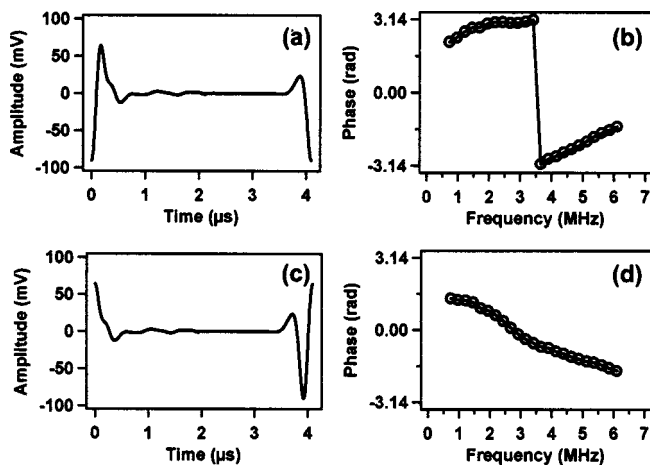 (a)
Amplitude (mV)
100
50
0
-50
-100
0 1 2 3 4
Time (µs)
(b)
Phase (rad)
3.14
0.00
-3.14
0 1 2 3 4 5 6 7
Frequency (MHz)
(c)
Amplitude (mV)
100
50
0
-50
-100
0 1 2 3 4
Time (µs)
(d)
Phase (rad)
3.14
0.00
-3.14
0 1 2 3 4 5 6 7
Frequency (MHz)